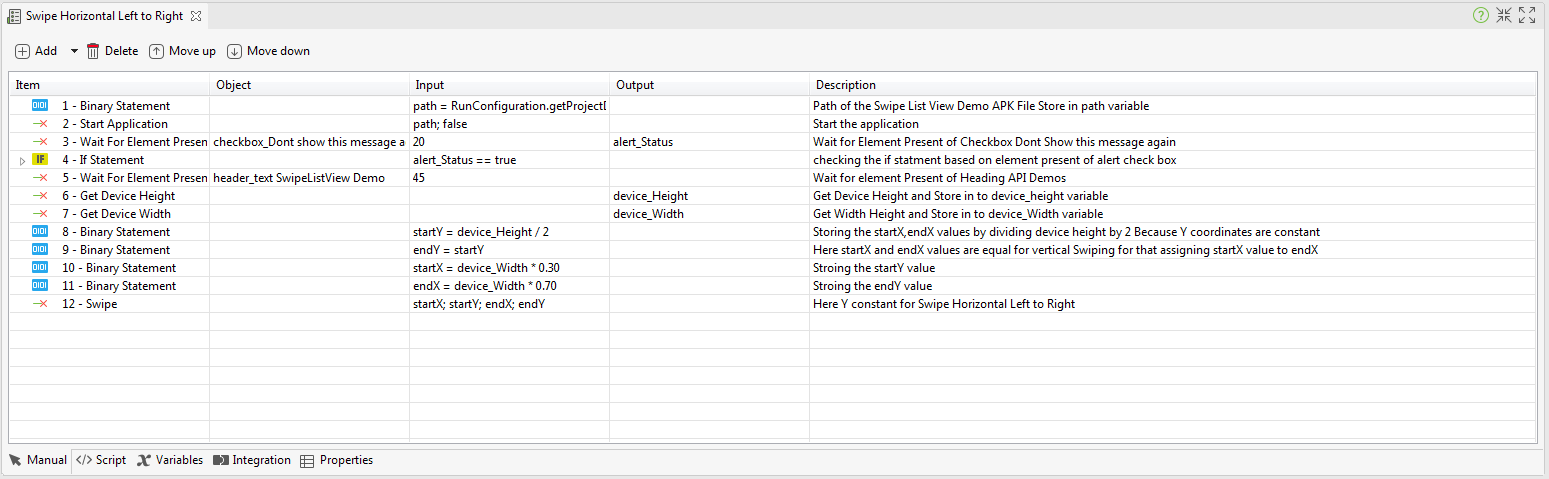 Swipe Horizontal Left to Right
Add Delete Move up Move down
Item Object Input Output Description
1 - Binary Statement path = RunConfiguration.getProjectD Path of the Swipe List View Demo APK File Store in path variable
2 - Start Application path; false Start the application
3 - Wait For Element Presen checkbox_Dont show this message a 20 alert_Status Wait for Element Present of Checkbox Dont Show this message again
IF 4 - If Statement alert_Status == true checking the if statment based on element present of alert check box
5 - Wait For Element Presen header_text SwipeListView Demo 45 Wait for element Present of Heading API Demos
6 - Get Device Height device_Height Get Device Height and Store in to device_height variable
7 - Get Device Width device_Width Get Width Height and Store in to device_Width variable
8 - Binary Statement startY = device_Height / 2 Storing the startX,endX values by dividing device height by 2 Because Y coordinates are constant
9 - Binary Statement endY = startY Here startX and endX values are equal for vertical Swiping for that assigning startX value to endX
10 - Binary Statement startX = device_Width * 0.30 Stroing the startY value
11 - Binary Statement endX = device_Width * 0.70 Stroing the endY value
12 - Swipe startX; startY; endX; endY Here Y constant for Swipe Horizontal Left to Right
Manual </> Script Variables Integration Properties